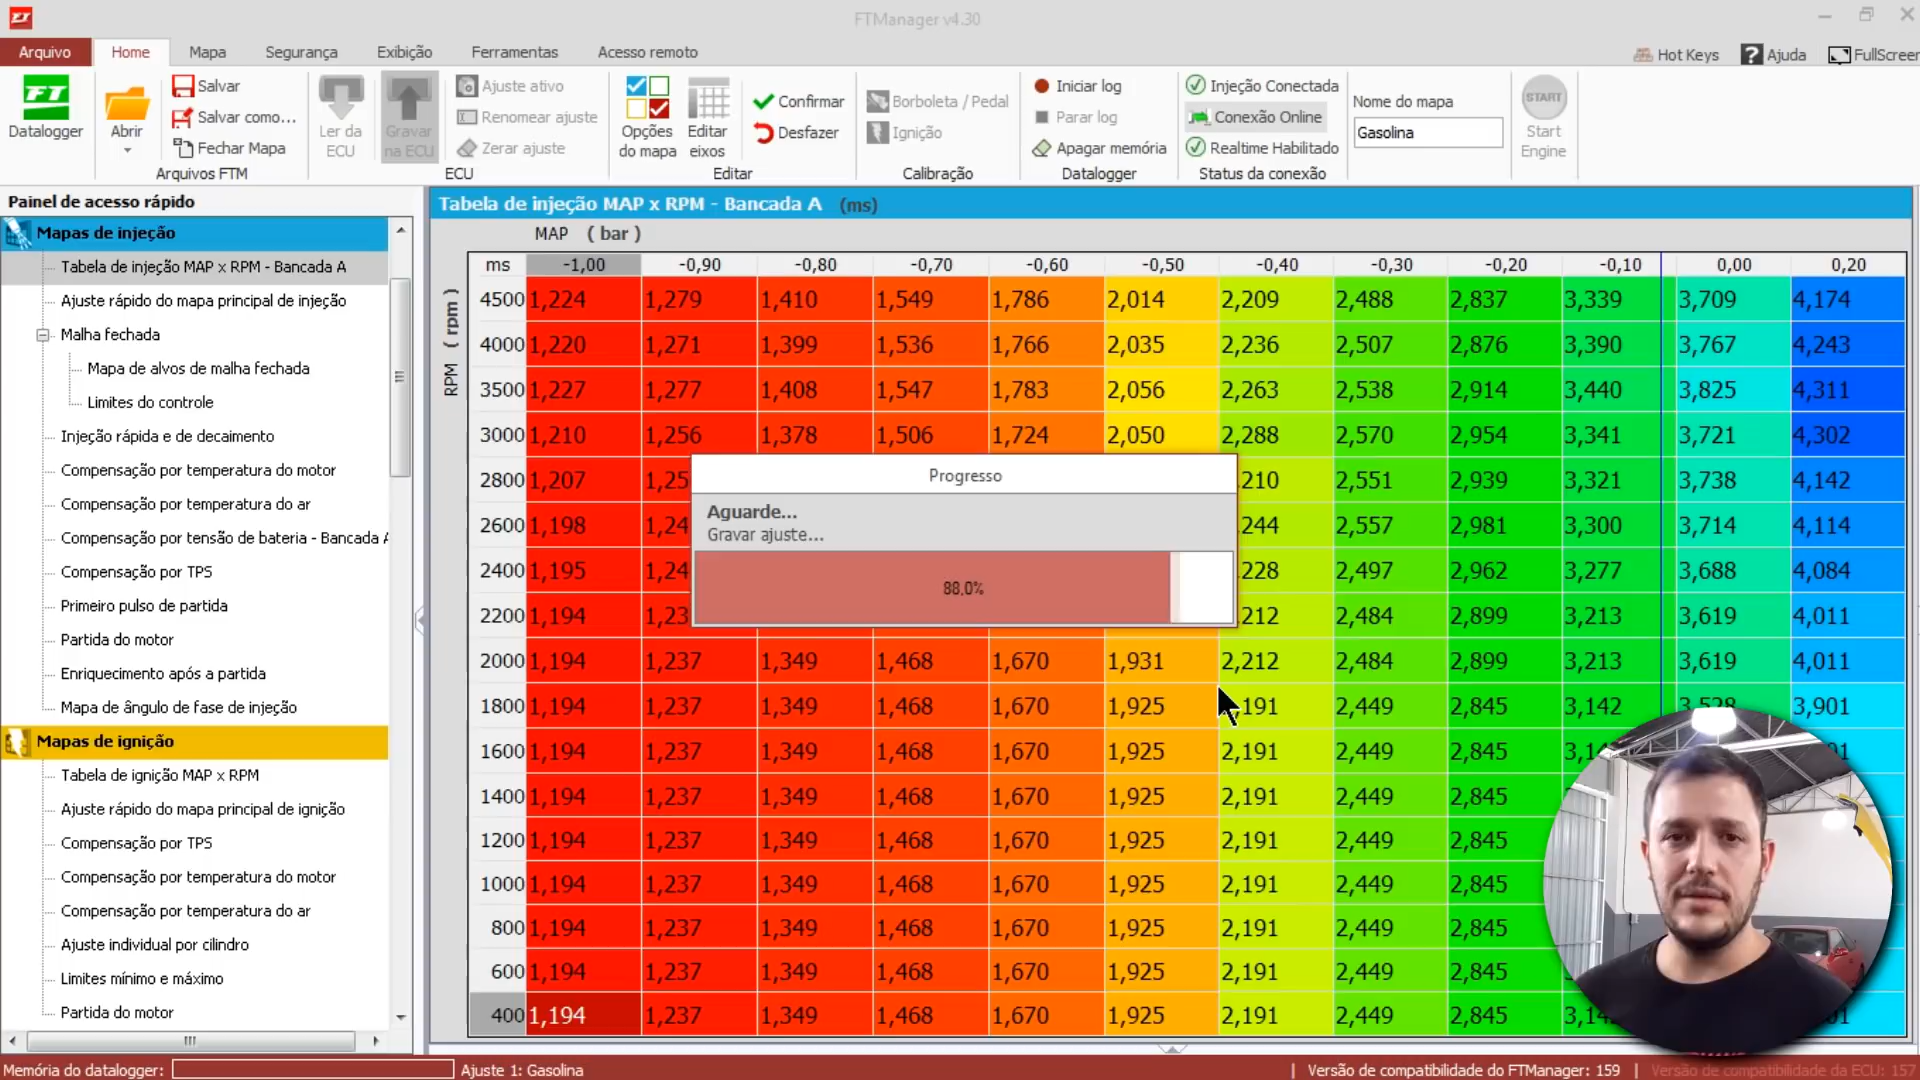 FTManager v4.30
Arquivo Home Mapa Segurança Exibição Ferramentas Acesso remoto
Hot Keys ? Ajuda FullScreen
FT Datalogger
Abrir
Salvar
Salvar como...
Fechar Mapa
Arquivos FTM
Ler da ECU
Gravar na ECU
Ajuste ativo
Renomear ajuste
Zerar ajuste
ECU
Opções do mapa
Editar eixos
Confirmar
Desfazer
Editar
Borboleta / Pedal
Ignição
Calibração
Iniciar log
Parar log
Apagar memória
Datalogger
Injeção Conectada
Conexão Online
Realtime Habilitado
Status da conexão
Nome do mapa
Gasolina
START
Start Engine
Painel de acesso rápido
Mapas de injeção
Tabela de injeção MAP x RPM - Bancada A
Ajuste rápido do mapa principal de injeção
Malha fechada
Mapa de alvos de malha fechada
Limites do controle
Injeção rápida e de decaimento
Compensação por temperatura do motor
Compensação por temperatura do ar
Compensação por tensão de bateria - Bancada A
Compensação por TPS
Primeiro pulso de partida
Partida do motor
Enriquecimento após a partida
Mapa de ângulo de fase de injeção
Mapas de ignição
Tabela de ignição MAP x RPM
Ajuste rápido do mapa principal de ignição
Compensação por TPS
Compensação por temperatura do motor
Compensação por temperatura do ar
Ajuste individual por cilindro
Limites mínimo e máximo
Partida do motor
Tabela de injeção MAP x RPM - Bancada A (ms)
MAP ( bar )
RPM ( rpm )
ms -1,00 -0,90 -0,80 -0,70 -0,60 -0,50 -0,40 -0,30 -0,20 -0,10 0,00 0,20
4500 1,224 1,279 1,410 1,549 1,786 2,014 2,209 2,488 2,837 3,339 3,709 4,174
4000 1,220 1,271 1,399 1,536 1,766 2,035 2,236 2,507 2,876 3,390 3,767 4,243
3500 1,227 1,277 1,408 1,547 1,783 2,056 2,263 2,538 2,914 3,440 3,825 4,311
3000 1,210 1,256 1,378 1,506 1,724 2,050 2,288 2,570 2,954 3,341 3,721 4,302
2800 1,207 1,25 210 2,551 2,939 3,321 3,738 4,142
2600 1,198 1,24 244 2,557 2,981 3,300 3,714 4,114
2400 1,195 1,24 228 2,497 2,962 3,277 3,688 4,084
2200 1,194 1,23 212 2,484 2,899 3,213 3,619 4,011
2000 1,194 1,237 1,349 1,468 1,670 1,931 2,212 2,484 2,899 3,213 3,619 4,011
1800 1,194 1,237 1,349 1,468 1,670 1,925 2,191 2,449 2,845 3,142 3,528 3,901
1600 1,194 1,237 1,349 1,468 1,670 1,925 2,191 2,449 2,845 3,14
1400 1,194 1,237 1,349 1,468 1,670 1,925 2,191 2,449 2,845
1200 1,194 1,237 1,349 1,468 1,670 1,925 2,191 2,449 2,845
1000 1,194 1,237 1,349 1,468 1,670 1,925 2,191 2,449 2,845
800 1,194 1,237 1,349 1,468 1,670 1,925 2,191 2,449 2,845
600 1,194 1,237 1,349 1,468 1,670 1,925 2,191 2,449 2,845
400 1,194 1,237 1,349 1,468 1,670 1,925 2,191 2,449 2,845 3,14
Progresso
Aguarde...
Gravar ajuste...
88,0%
Memória do datalogger: Ajuste 1: Gasolina | Versão de compatibilidade do FTManager: 159 | Versão de compatibilidade da ECU: 157